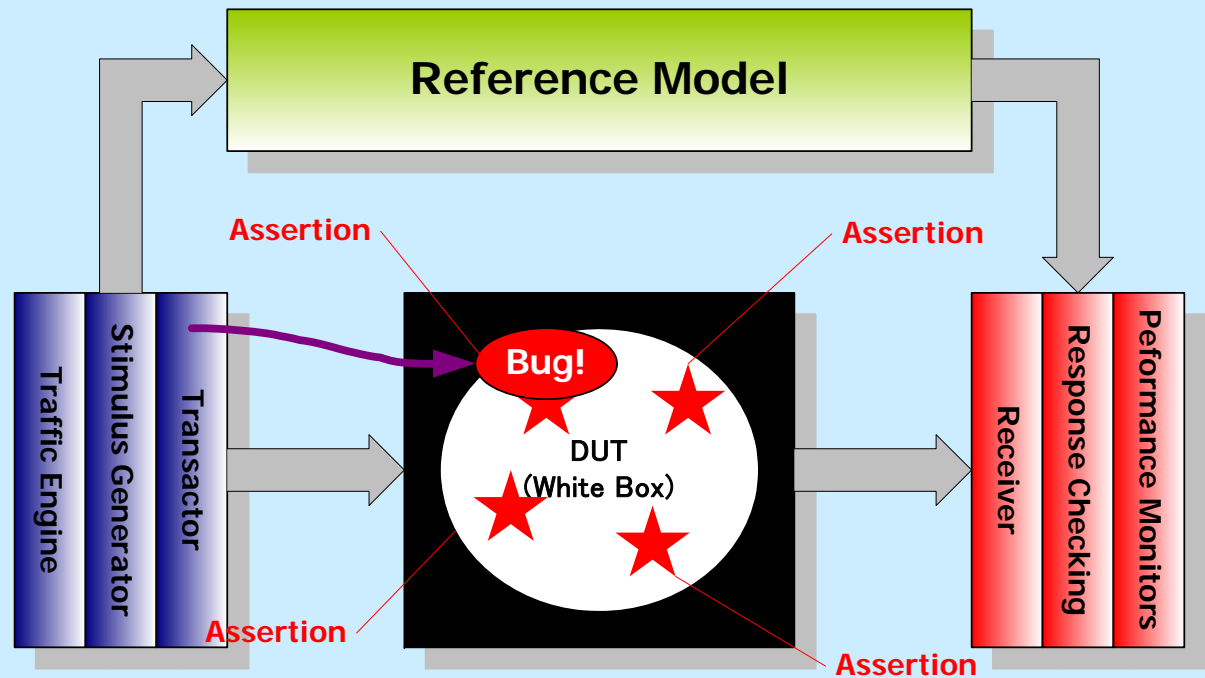 Reference Model
Assertion
Assertion
Traffic Engine
Stimulus Generator
Transactor
Bug!
DUT
(White Box)
Assertion
Assertion
Receiver
Response Checking
Peformance Monitors